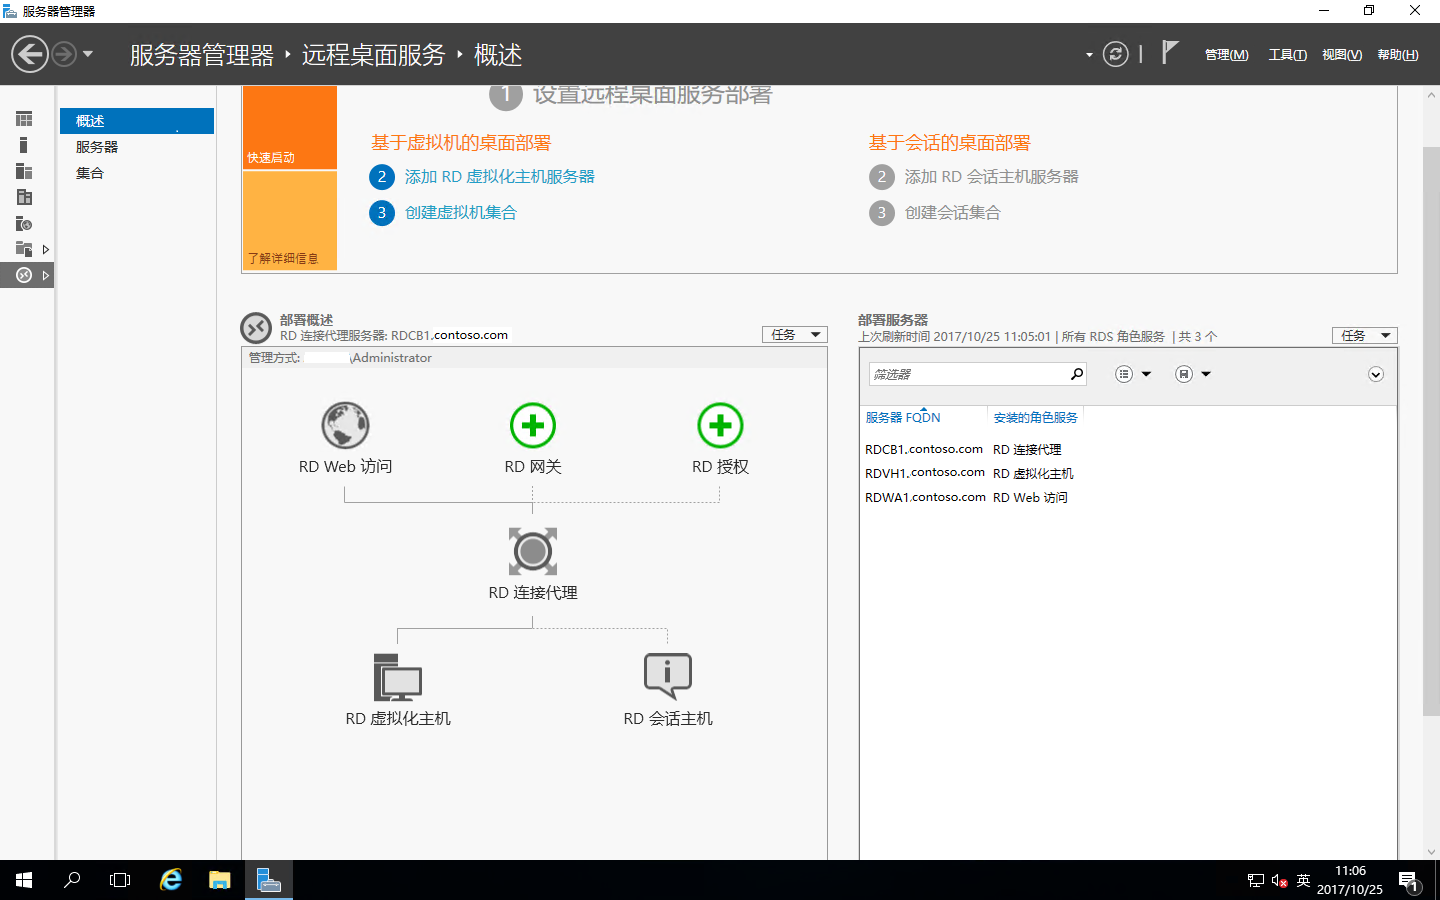 服务器管理器
服务器管理器 ‣ 远程桌面服务 ‣ 概述
管理(M) 工具(T) 视图(V) 帮助(H)
概述
服务器
集合
1 设置远程桌面服务部署
快速启动
了解详细信息
基于虚拟机的桌面部署
2 添加 RD 虚拟化主机服务器
3 创建虚拟机集合
基于会话的桌面部署
2 添加 RD 会话主机服务器
3 创建会话集合
部署概述
RD 连接代理服务器: RDCB1.contoso.com
任务
管理方式: \Administrator
RD Web 访问
RD 网关
RD 授权
RD 连接代理
RD 虚拟化主机
RD 会话主机
部署服务器
上次刷新时间 2017/10/25 11:05:01 | 所有 RDS 角色服务 | 共 3 个
任务
筛选器
服务器 FQDN 安装的角色服务
RDCB1.contoso.com RD 连接代理
RDVH1.contoso.com RD 虚拟化主机
RDWA1.contoso.com RD Web 访问
英
11:06
2017/10/25
1